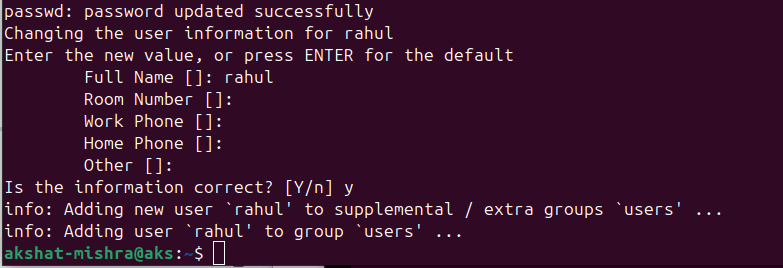 passwd: password updated successfully
Changing the user information for rahul
Enter the new value, or press ENTER for the default
Full Name []: rahul
Room Number []:
Work Phone []:
Home Phone []:
Other []:
Is the information correct? [Y/n] y
info: Adding new user `rahul' to supplemental / extra groups `users' ...
info: Adding user `rahul' to group `users' ...
akshat-mishra@aks:~$